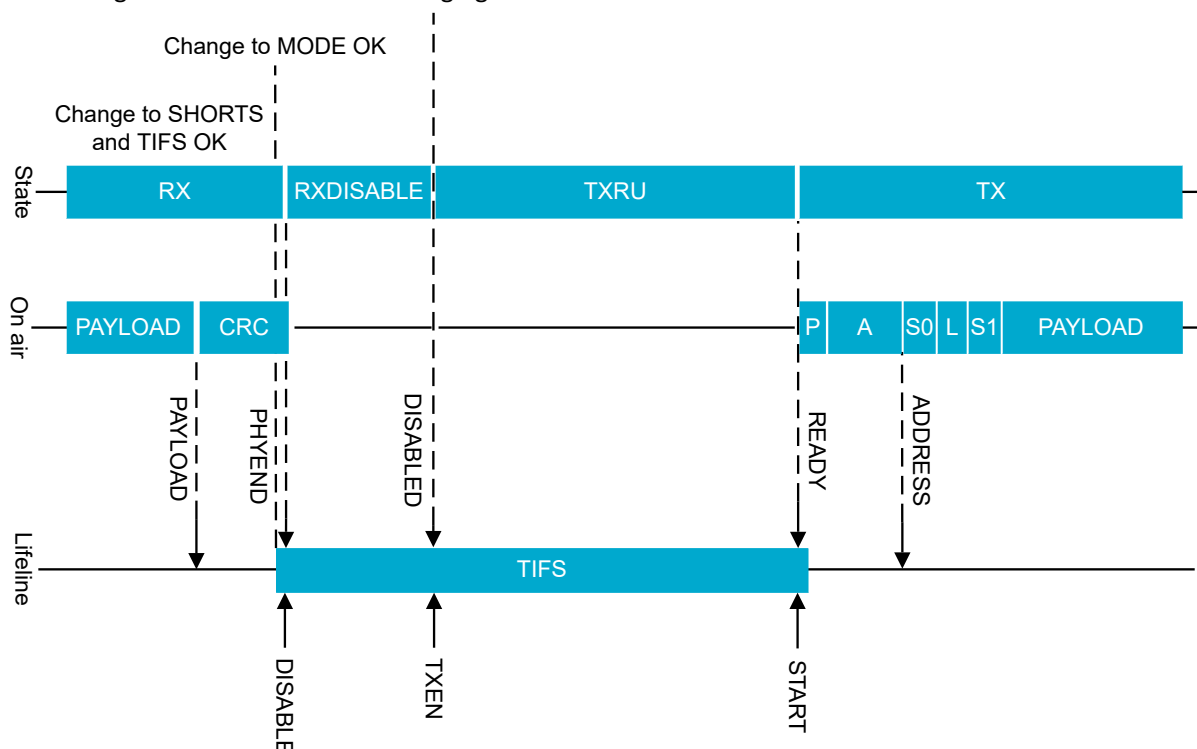 Change to MODE OK
Change to SHORTS
and TIFS OK
State
RX
RXDISABLE
TXRU
TX
On air
PAYLOAD
CRC
P
A
S0
L
S1
PAYLOAD
PAYLOAD
PHYEND
DISABLED
READY
ADDRESS
Lifeline
TIFS
DISABLE
TXEN
START